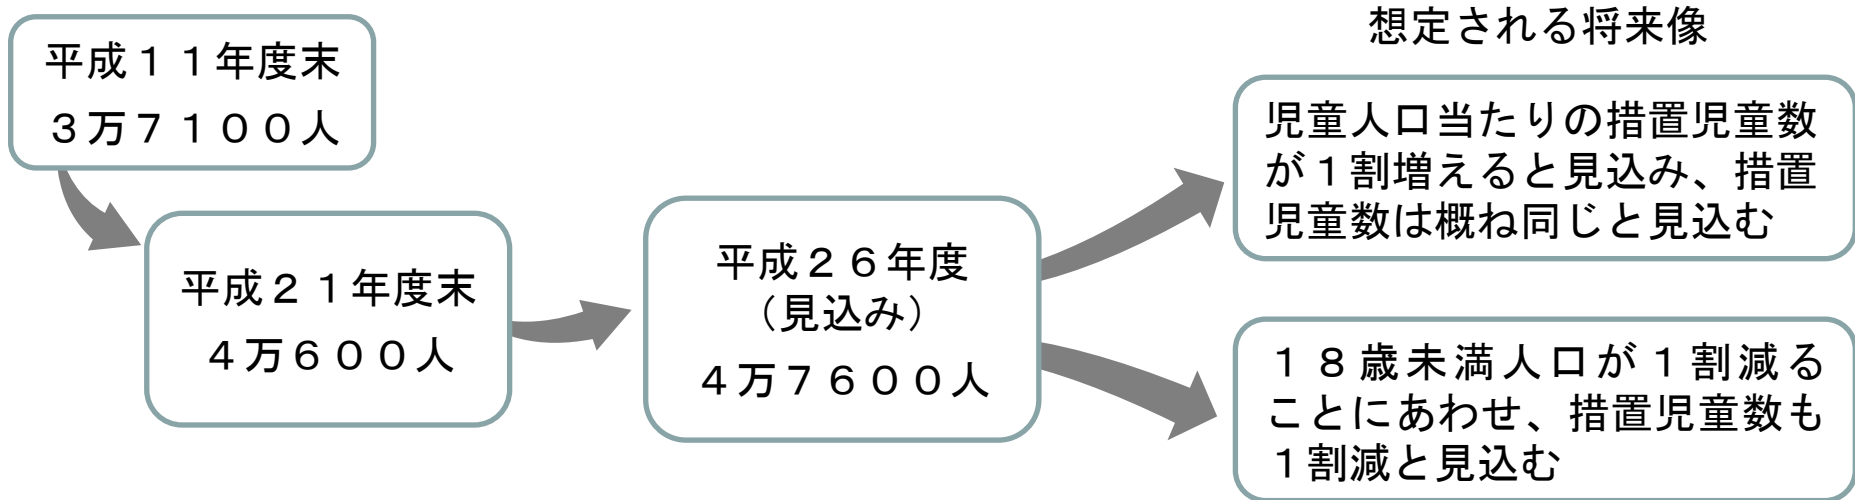 平成１１年度末
３万７１００人
平成２１年度末
４万６００人
平成２６年度
（見込み）
４万７６００人
想定される将来像
児童人口当たりの措置児童数
が１割増えると見込み、措置
児童数は概ね同じと見込む
１８歳未満人口が１割減る
ことにあわせ、措置児童数も
１割減と見込む